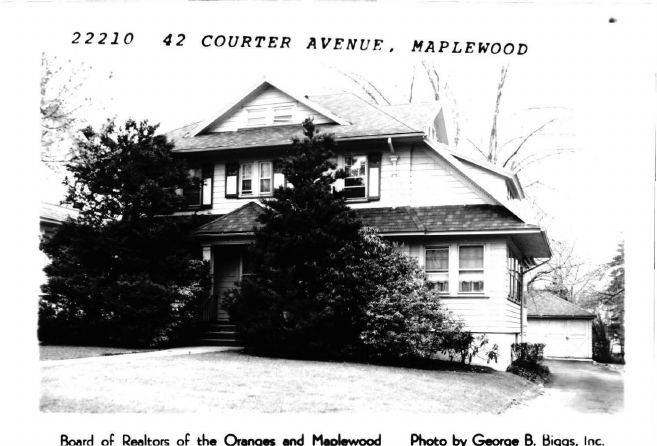 22210 42 COURTER AVENUE, MAPLEWOOD
Board of Realtors of the Oranges and Maplewood Photo by George B. Biggs, Inc.